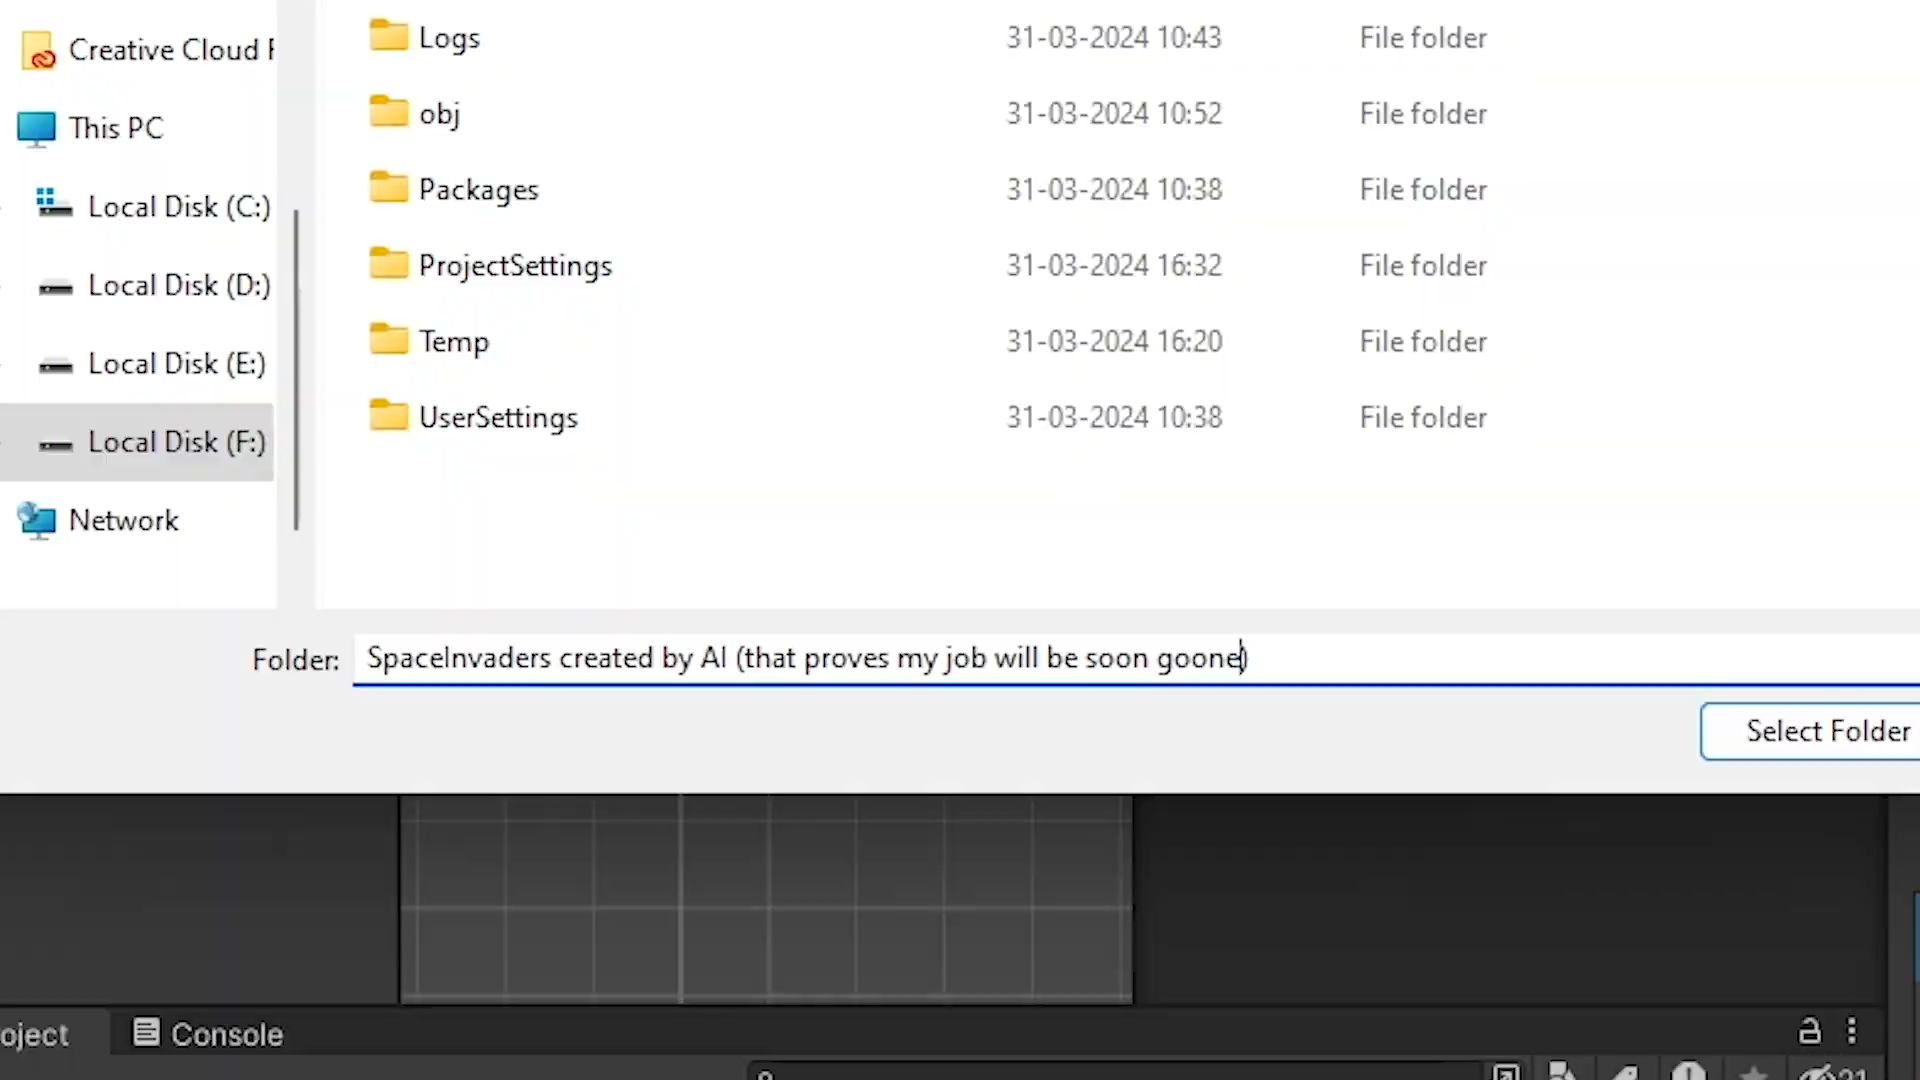 Creative Cloud F
This PC
Local Disk (C:)
Local Disk (D:)
Local Disk (E:)
Local Disk (F:)
Network
Logs 31-03-2024 10:43 File folder
obj 31-03-2024 10:52 File folder
Packages 31-03-2024 10:38 File folder
ProjectSettings 31-03-2024 16:32 File folder
Temp 31-03-2024 16:20 File folder
UserSettings 31-03-2024 10:38 File folder
Folder: SpaceInvaders created by AI (that proves my job will be soon goone)
Select Folder
oject Console
21